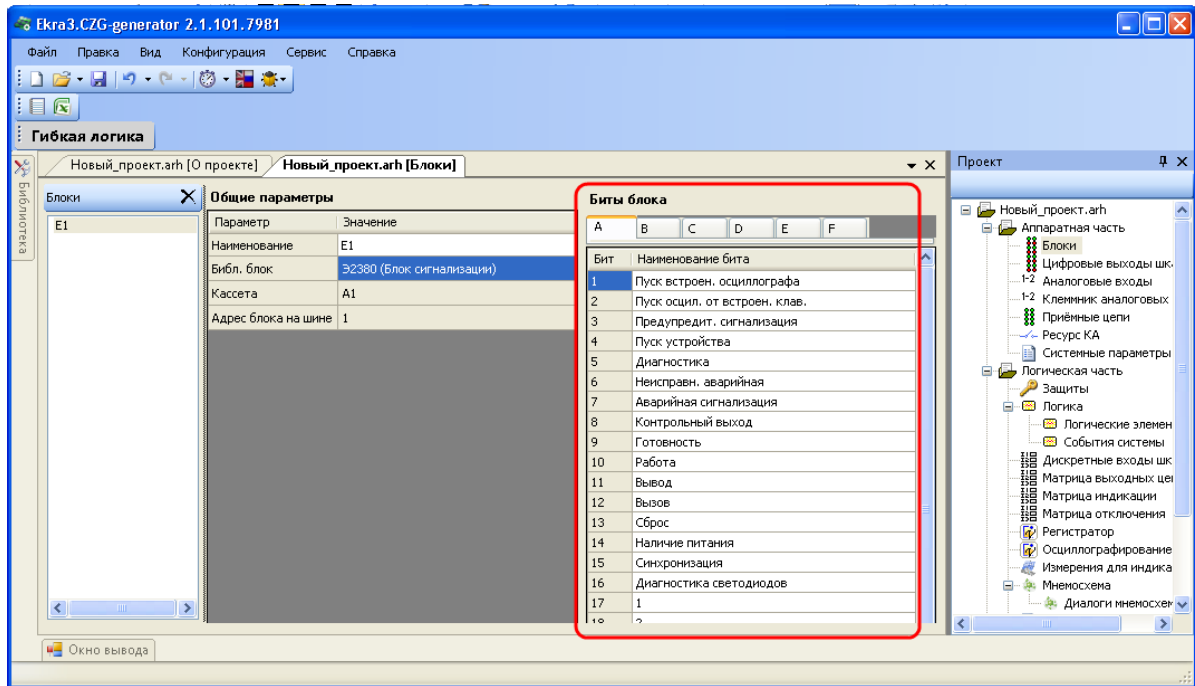 Ekra3.CZG-generator 2.1.101.7981
Файл Правка Вид Конфигурация Сервис Справка
Гибкая логика
Библиотека
Новый_проект.arh [О проекте] Новый_проект.arh [Блоки]
Блоки
E1
Общие параметры
Параметр Значение
Наименование E1
Библ. блок Э2380 (Блок сигнализации)
Кассета A1
Адрес блока на шине 1
Биты блока
A B C D E F
Бит Наименование бита
1 Пуск встроен. осциллографа
2 Пуск осцил. от встроен. клав.
3 Предупредит. сигнализация
4 Пуск устройства
5 Диагностика
6 Неисправн. аварийная
7 Аварийная сигнализация
8 Контрольный выход
9 Готовность
10 Работа
11 Вывод
12 Вызов
13 Сброс
14 Наличие питания
15 Синхронизация
16 Диагностика светодиодов
17 1
18 2
Проект
Новый_проект.arh
Аппаратная часть
Блоки
Цифровые выходы шк
1-2 Аналоговые входы
1-2 Клеммник аналоговых
Приёмные цепи
Ресурс КА
Системные параметры
Логическая часть
Защиты
Логика
Логические элемен
События системы
Дискретные входы шк
Матрица выходных це
Матрица индикации
Матрица отключения
Регистратор
Осциллографирование
Измерения для индика
Мнемосхема
Диалоги мнемосхем
Окно вывода